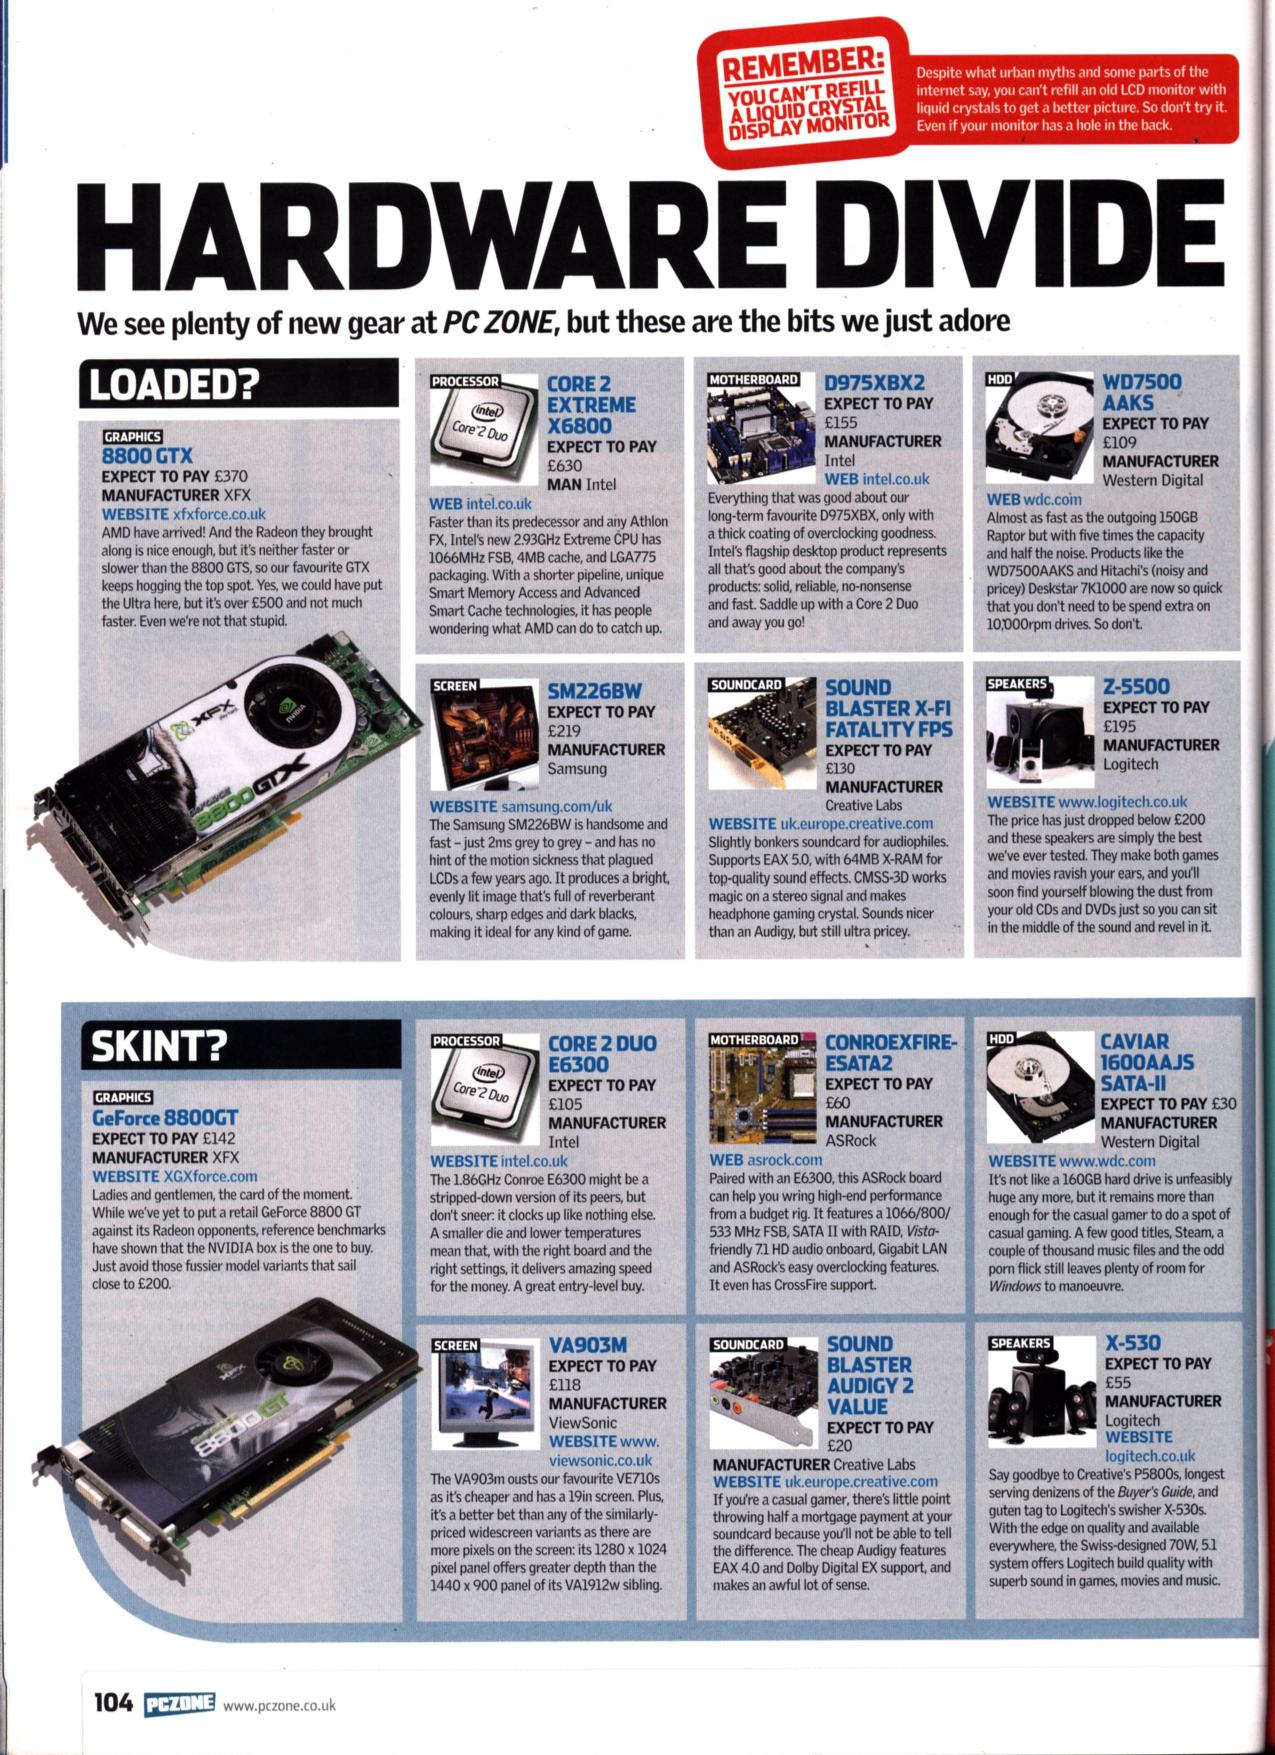 REMEMBER:
YOU CAN'T REFILL
A LIQUID CRYSTAL
DISPLAY MONITOR
Despite what urban myths and some parts of the
internet say, you can't refill an old LCD monitor with
liquid crystals to get a better picture. So don't try it.
Even if your monitor has a hole in the back.
HARDWARE DIVIDE
We see plenty of new gear at PC ZONE, but these are the bits we just adore
LOADED?
GRAPHICS
8800 GTX
EXPECT TO PAY £370
MANUFACTURER XFX
WEBSITE xfxforce.co.uk
AMD have arrived! And the Radeon they brought
along is nice enough, but it's neither faster or
slower than the 8800 GTS, so our favourite GTX
keeps hogging the top spot. Yes, we could have put
the Ultra here, but it's over £500 and not much
faster. Even we're not that stupid.
XFX
NVIDIA
8800GTX
PROCESSOR
intel
Core 2 Duo
CORE 2
EXTREME
X6800
EXPECT TO PAY
£630
MAN Intel
WEB intel.co.uk
Faster than its predecessor and any Athlon
FX, Intel's new 2.93GHz Extreme CPU has
1066MHz FSB, 4MB cache, and LGA775
packaging. With a shorter pipeline, unique
Smart Memory Access and Advanced
Smart Cache technologies, it has people
wondering what AMD can do to catch up.
MOTHERBOARD
D975XBX2
EXPECT TO PAY
£155
MANUFACTURER
Intel
WEB intel.co.uk
Everything that was good about our
long-term favourite D975XBX, only with
a thick coating of overclocking goodness.
Intel's flagship desktop product represents
all that's good about the company's
products: solid, reliable, no-nonsense
and fast. Saddle up with a Core 2 Duo
and away you go!
HDD
WD7500
AAKS
EXPECT TO PAY
£109
MANUFACTURER
Western Digital
WEB wdc.com
Almost as fast as the outgoing 150GB
Raptor but with five times the capacity
and half the noise. Products like the
WD7500AAKS and Hitachi's (noisy and
pricey) Deskstar 7K1000 are now so quick
that you don't need to be spend extra on
10,000rpm drives. So don't.
SCREEN
SM226BW
EXPECT TO PAY
£219
MANUFACTURER
Samsung
WEBSITE samsung.com/uk
The Samsung SM226BW is handsome and
fast – just 2ms grey to grey – and has no
hint of the motion sickness that plagued
LCDs a few years ago. It produces a bright,
evenly lit image that's full of reverberant
colours, sharp edges and dark blacks,
making it ideal for any kind of game.
SOUNDCARD
SOUND
BLASTER X-FI
FATALITY FPS
EXPECT TO PAY
£130
MANUFACTURER
Creative Labs
WEBSITE uk.europe.creative.com
Slightly bonkers soundcard for audiophiles.
Supports EAX 5.0, with 64MB X-RAM for
top-quality sound effects. CMSS-3D works
magic on a stereo signal and makes
headphone gaming crystal. Sounds nicer
than an Audigy, but still ultra pricey.
SPEAKERS
Z-5500
EXPECT TO PAY
£195
MANUFACTURER
Logitech
WEBSITE www.logitech.co.uk
The price has just dropped below £200
and these speakers are simply the best
we've ever tested. They make both games
and movies ravish your ears, and you'll
soon find yourself blowing the dust from
your old CDs and DVDs just so you can sit
in the middle of the sound and revel in it.
SKINT?
GRAPHICS
GeForce 8800GT
EXPECT TO PAY £142
MANUFACTURER XFX
WEBSITE XGXforce.com
Ladies and gentlemen, the card of the moment.
While we've yet to put a retail GeForce 8800 GT
against its Radeon opponents, reference benchmarks
have shown that the NVIDIA box is the one to buy.
Just avoid those fussier model variants that sail
close to £200.
XFX
8800GT
PROCESSOR
intel
Core 2 Duo
CORE 2 DUO
E6300
EXPECT TO PAY
£105
MANUFACTURER
Intel
WEBSITE intel.co.uk
The 1.86GHz Conroe E6300 might be a
stripped-down version of its peers, but
don't sneer: it clocks up like nothing else.
A smaller die and lower temperatures
mean that, with the right board and the
right settings, it delivers amazing speed
for the money. A great entry-level buy.
MOTHERBOARD
CONROEXFIRE-
ESATA2
EXPECT TO PAY
£60
MANUFACTURER
ASRock
WEB asrock.com
Paired with an E6300, this ASRock board
can help you wring high-end performance
from a budget rig. It features a 1066/800/
533 MHz FSB, SATA II with RAID, Vista-
friendly 7.1 HD audio onboard, Gigabit LAN
and ASRock's easy overclocking features.
It even has CrossFire support.
HDD
CAVIAR
1600AAJS
SATA-II
EXPECT TO PAY £30
MANUFACTURER
Western Digital
WEBSITE www.wdc.com
It's not like a 160GB hard drive is unfeasibly
huge any more, but it remains more than
enough for the casual gamer to do a spot of
casual gaming. A few good titles, Steam, a
couple of thousand music files and the odd
porn flick still leaves plenty of room for
Windows to manoeuvre.
SCREEN
VA903M
EXPECT TO PAY
£118
MANUFACTURER
ViewSonic
WEBSITE www.
viewsonic.co.uk
The VA903m ousts our favourite VE710s
as it's cheaper and has a 19in screen. Plus,
it's a better bet than any of the similarly-
priced widescreen variants as there are
more pixels on the screen: its 1280 x 1024
pixel panel offers greater depth than the
1440 x 900 panel of its VA1912w sibling.
SOUNDCARD
SOUND
BLASTER
AUDIGY 2
VALUE
EXPECT TO PAY
£20
MANUFACTURER Creative Labs
WEBSITE uk.europe.creative.com
If you're a casual gamer, there's little point
throwing half a mortgage payment at your
soundcard because you'll not be able to tell
the difference. The cheap Audigy features
EAX 4.0 and Dolby Digital EX support, and
makes an awful lot of sense.
SPEAKERS
X-530
EXPECT TO PAY
£55
MANUFACTURER
Logitech
WEBSITE
logitech.co.uk
Say goodbye to Creative's P5800s, longest
serving denizens of the Buyer's Guide, and
guten tag to Logitech's swisher X-530s.
With the edge on quality and available
everywhere, the Swiss-designed 70W, 5.1
system offers Logitech build quality with
superb sound in games, movies and music.
104 PCZONE www.pczone.co.uk